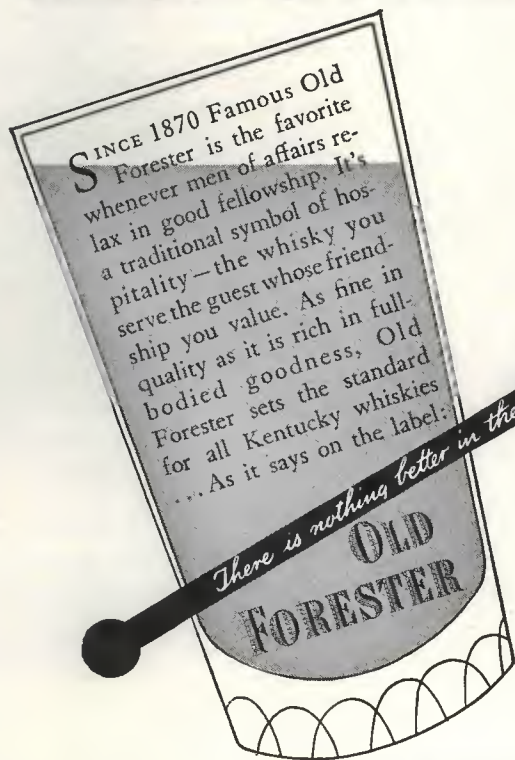 SINCE 1870 Famous Old
Forester is the favorite
whenever men of affairs re-
lax in good fellowship. It's
a traditional symbol of hos-
pitality—the whisky you
serve the guest whose friend-
ship you value. As fine in
quality as it is rich in full-
bodied goodness, Old
Forester sets the standard
for all Kentucky whiskies
...As it says on the label:
There is nothing better in the
OLD
FORESTER